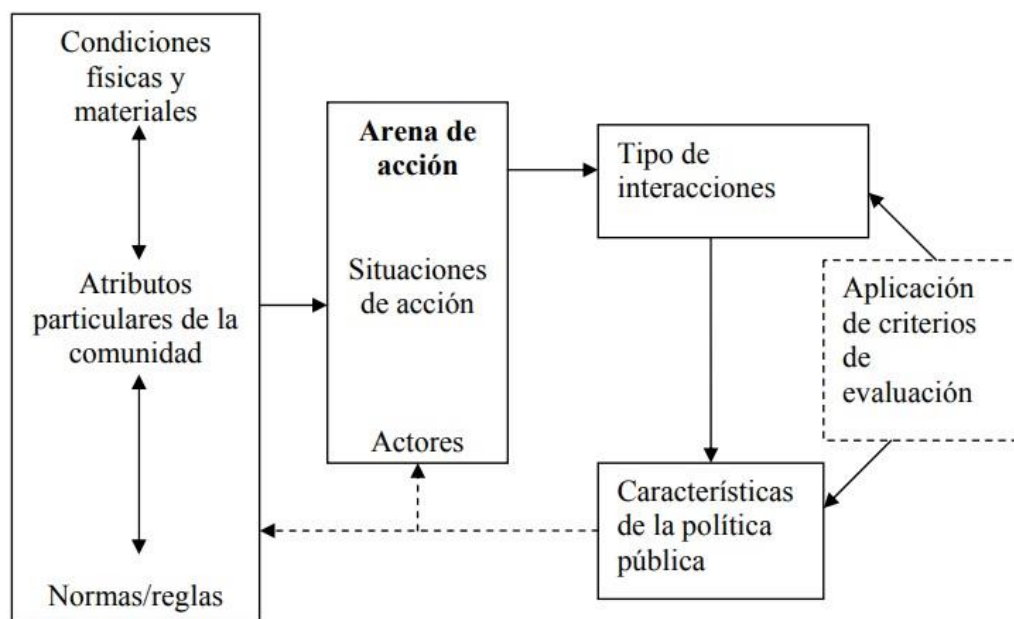 Condiciones
físicas y
materiales
Atributos
particulares de la
comunidad
Normas/reglas
Arena de
acción
Situaciones
de acción
Actores
Tipo de
interacciones
Características
de la política
pública
Aplicación
de criterios
de
evaluación